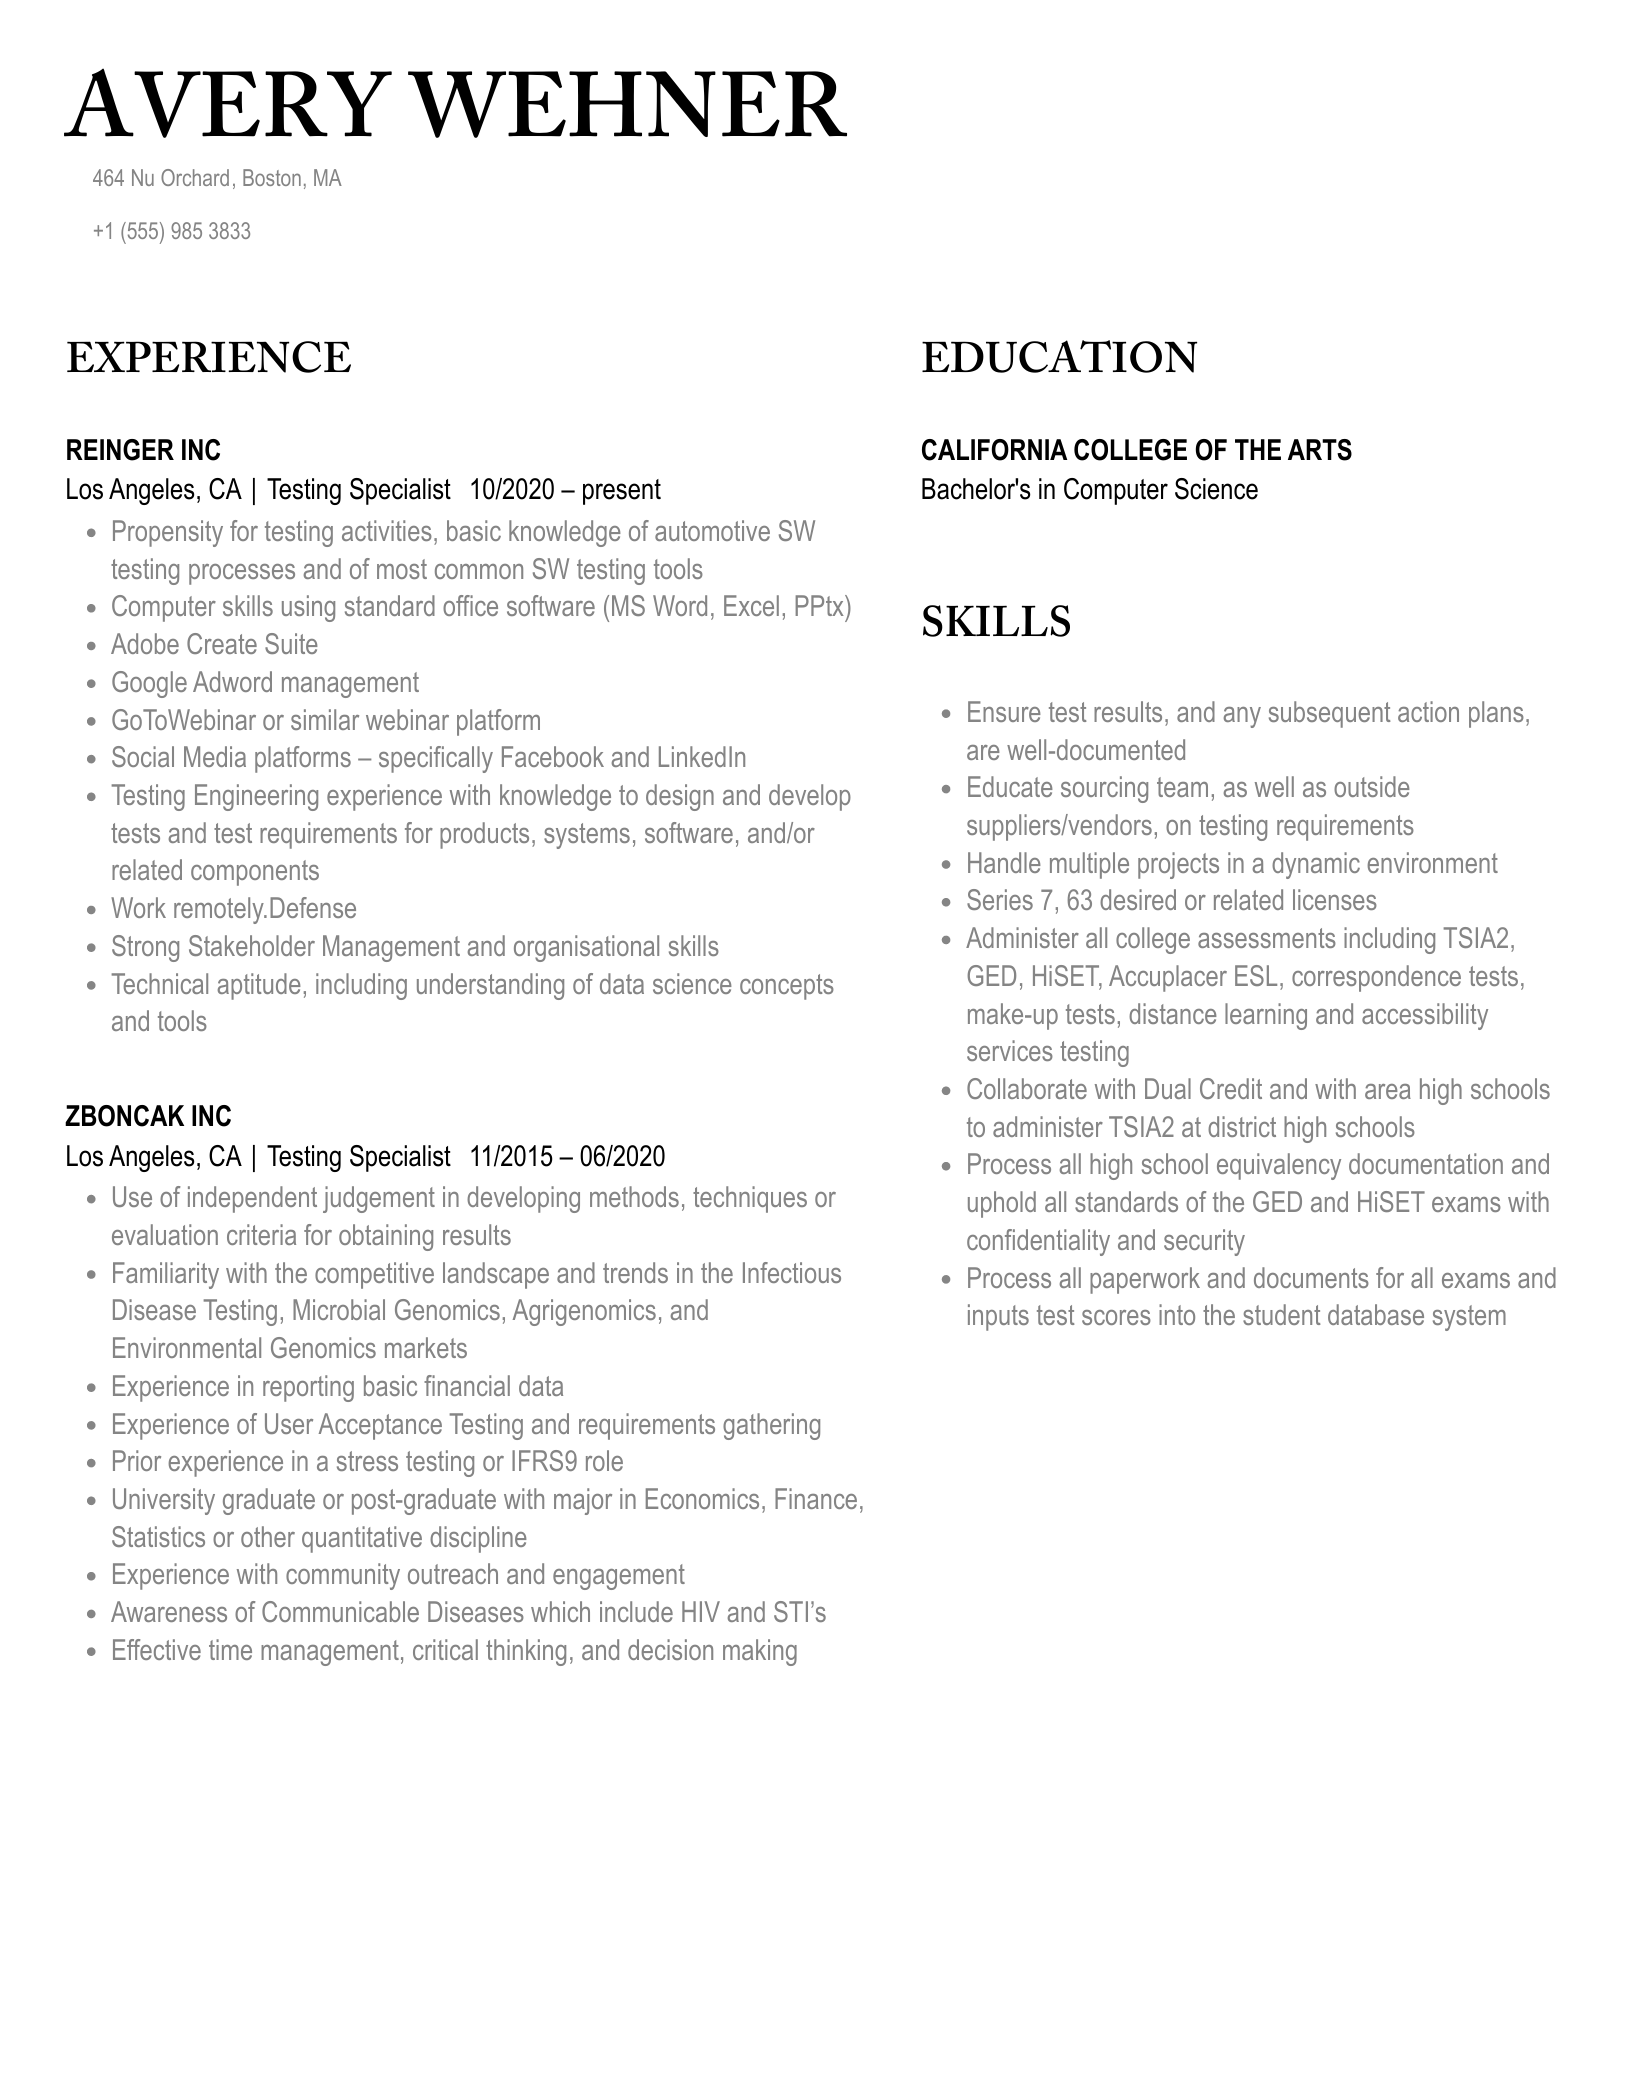 AVERY WEHNER
464 Nu Orchard, Boston, MA
+1 (555) 985 3833
EXPERIENCE
REINGER INC
Los Angeles, CA | Testing Specialist 10/2020 – present
Propensity for testing activities, basic knowledge of automotive SW
testing processes and of most common SW testing tools
Computer skills using standard office software (MS Word, Excel, PPtx)
Adobe Create Suite
Google Adword management
GoToWebinar or similar webinar platform
Social Media platforms – specifically Facebook and LinkedIn
Testing Engineering experience with knowledge to design and develop
tests and test requirements for products, systems, software, and/or
related components
Work remotely.Defense
Strong Stakeholder Management and organisational skills
Technical aptitude, including understanding of data science concepts
and tools
ZBONCAK INC
Los Angeles, CA | Testing Specialist 11/2015 – 06/2020
Use of independent judgement in developing methods, techniques or
evaluation criteria for obtaining results
Familiarity with the competitive landscape and trends in the Infectious
Disease Testing, Microbial Genomics, Agrigenomics, and
Environmental Genomics markets
Experience in reporting basic financial data
Experience of User Acceptance Testing and requirements gathering
Prior experience in a stress testing or IFRS9 role
University graduate or post-graduate with major in Economics, Finance,
Statistics or other quantitative discipline
Experience with community outreach and engagement
Awareness of Communicable Diseases which include HIV and STI’s
Effective time management, critical thinking, and decision making
EDUCATION
CALIFORNIA COLLEGE OF THE ARTS
Bachelor's in Computer Science
SKILLS
Ensure test results, and any subsequent action plans,
are well-documented
Educate sourcing team, as well as outside
suppliers/vendors, on testing requirements
Handle multiple projects in a dynamic environment
Series 7, 63 desired or related licenses
Administer all college assessments including TSIA2,
GED, HiSET, Accuplacer ESL, correspondence tests,
make-up tests, distance learning and accessibility
services testing
Collaborate with Dual Credit and with area high schools
to administer TSIA2 at district high schools
Process all high school equivalency documentation and
uphold all standards of the GED and HiSET exams with
confidentiality and security
Process all paperwork and documents for all exams and
inputs test scores into the student database system